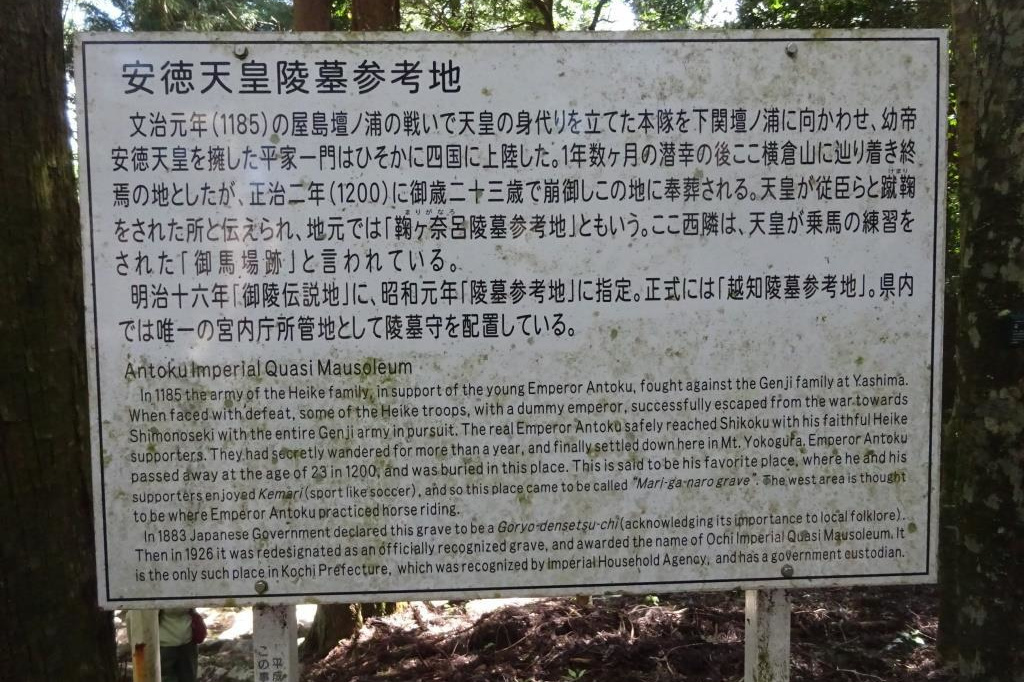 安徳天皇陵墓参考地
文治元年(1185)の屋島壇ノ浦の戦いで天皇の身代りを立てた本隊を下関壇ノ浦に向かわせ、幼帝
安徳天皇を擁した平家一門はひそかに四国に上陸した。1年数ヶ月の潜幸の後ここ横倉山に辿り着き終
焉の地としたが、正治二年(1200)に御歳二十三歳で崩御しこの地に奉葬される。天皇が従臣らと蹴鞠
けまり
をされた所と伝えられ、地元では「鞠ヶ奈呂陵墓参考地」ともいう。ここ西隣は、天皇が乗馬の練習を
まりがなろ
された「御馬場跡」と言われている。
明治十六年「御陵伝説地」に、昭和元年「陵墓参考地」に指定。正式には「越知陵墓参考地」。県内
では唯一の宮内庁所管地として陵墓守を配置している。
Antoku Imperial Quasi Mausoleum
In 1185 the army of the Heike family, in support of the young Emperor Antoku, fought against the Genji family at Yashima.
When faced with defeat, some of the Heike troops, with a dummy emperor, successfully escaped from the war towards
Shimonoseki with the entire Genji army in pursuit. The real Emperor Antoku safely reached Shikoku with his faithful Heike
supporters. They had secretly wandered for more than a year, and finally settled down here in Mt. Yokogura. Emperor Antoku
passed away at the age of 23 in 1200, and was buried in this place. This is said to be his favorite place, where he and his
supporters enjoyed Kemari (sport like soccer), and so this place came to be called "Mari-ga-naro grave". The west area is thought
to be where Emperor Antoku practiced horse riding.
In 1883 Japanese Government declared this grave to be a Goryo-densetsu-chi (acknowledging its importance to local folklore).
Then in 1926 it was redesignated as an officially recognized grave, and awarded the name of Ochi Imperial Quasi Mausoleum. It
is the only such place in Kochi Prefecture, which was recognized by Imperial Household Agency, and has a government custodian.
平成
この事